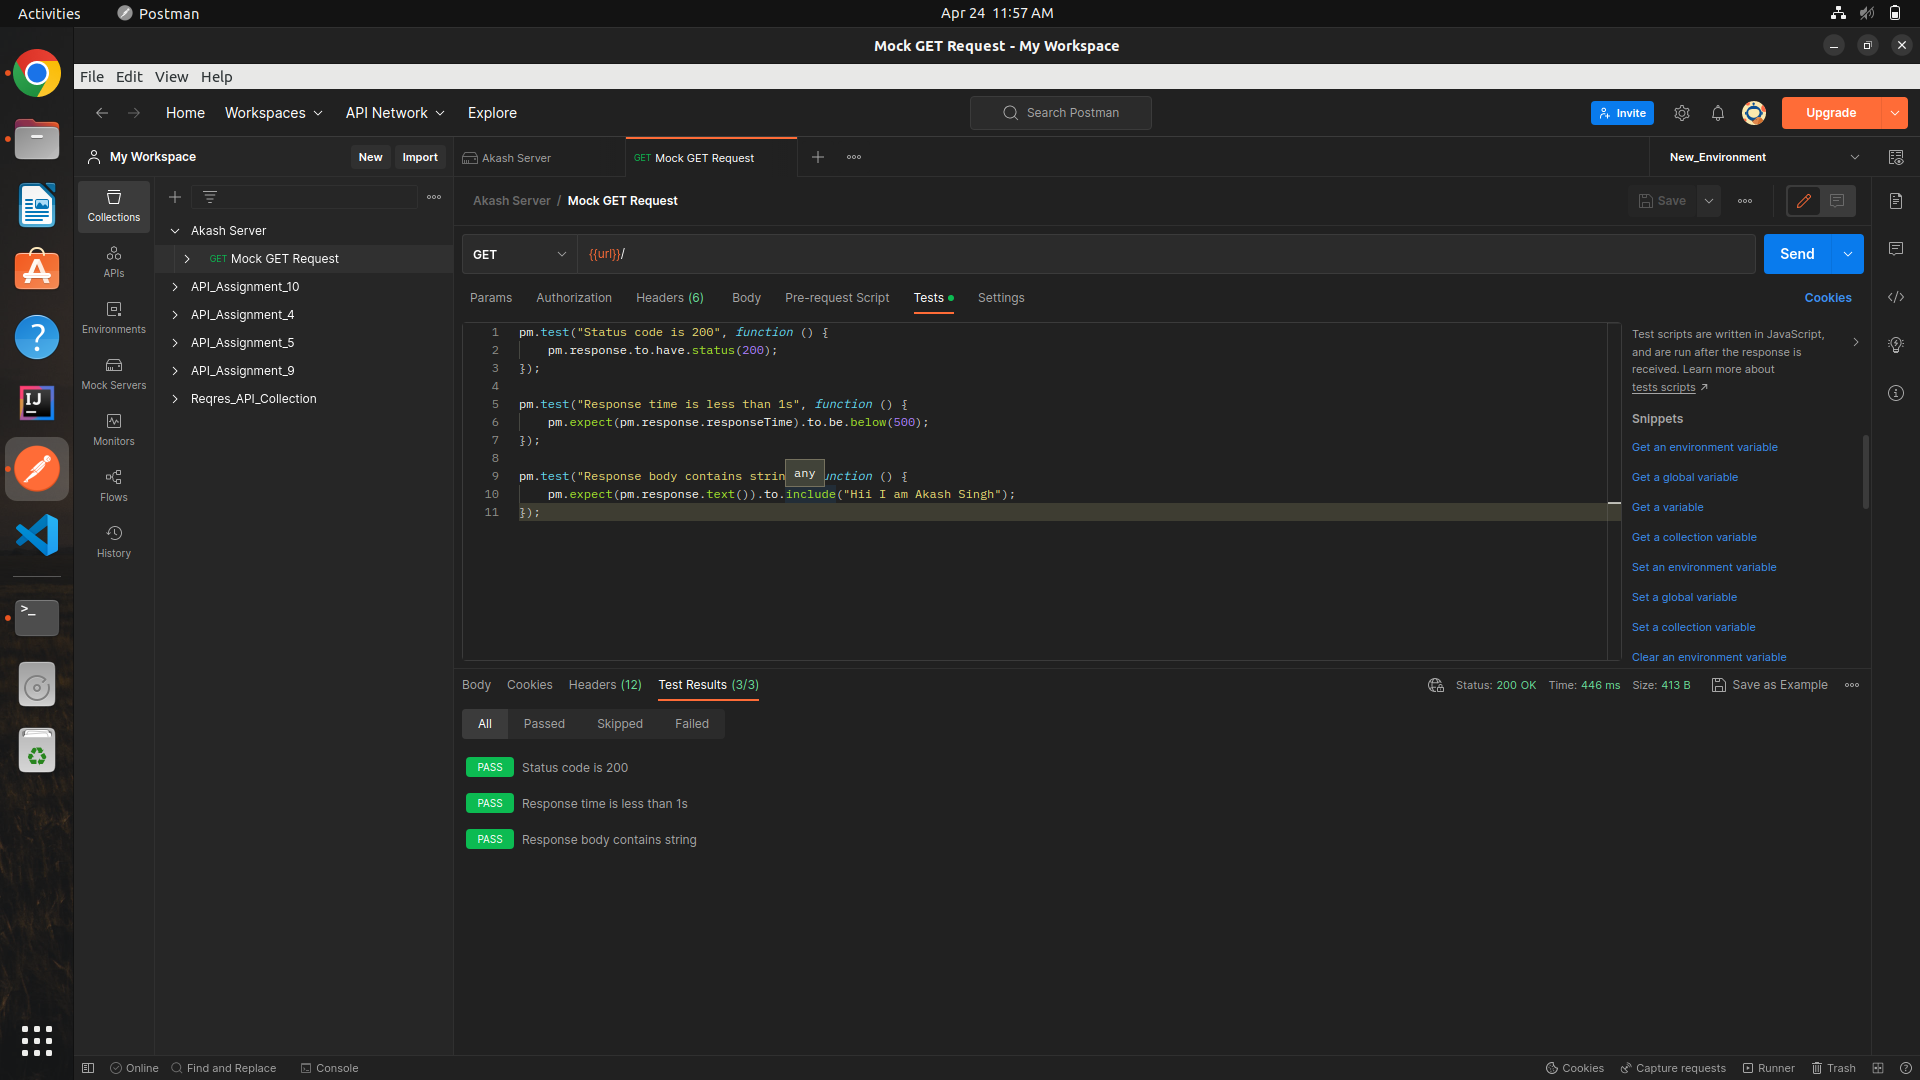 Activities
Postman
Apr 24 11:57 AM
Mock GET Request - My Workspace
File Edit View Help
Home
Workspaces
API Network
Explore
Search Postman
Invite
Upgrade
My Workspace
New
Import
Akash Server
GET Mock GET Request
New_Environment
Collections
APIs
Environments
Mock Servers
Monitors
Flows
History
Akash Server
GET Mock GET Request
API_Assignment_10
API_Assignment_4
API_Assignment_5
API_Assignment_9
Reqres_API_Collection
Akash Server / Mock GET Request
Save
GET
{{url}}/
Send
Params
Authorization
Headers (6)
Body
Pre-request Script
Tests
Settings
Cookies
1 pm.test("Status code is 200", function () {
2 pm.response.to.have.status(200);
3 });
4
5 pm.test("Response time is less than 1s", function () {
6 pm.expect(pm.response.responseTime).to.be.below(500);
7 });
8
any
9 pm.test("Response body contains strin unction () {
10 pm.expect(pm.response.text()).to.include("Hii I am Akash Singh");
11 });
Test scripts are written in JavaScript,
and are run after the response is
received. Learn more about
tests scripts ↗
Snippets
Get an environment variable
Get a global variable
Get a variable
Get a collection variable
Set an environment variable
Set a global variable
Set a collection variable
Clear an environment variable
Body
Cookies
Headers (12)
Test Results (3/3)
Status: 200 OK
Time: 446 ms
Size: 413 B
Save as Example
All
Passed
Skipped
Failed
PASS Status code is 200
PASS Response time is less than 1s
PASS Response body contains string
Online
Find and Replace
Console
Cookies
Capture requests
Runner
Trash